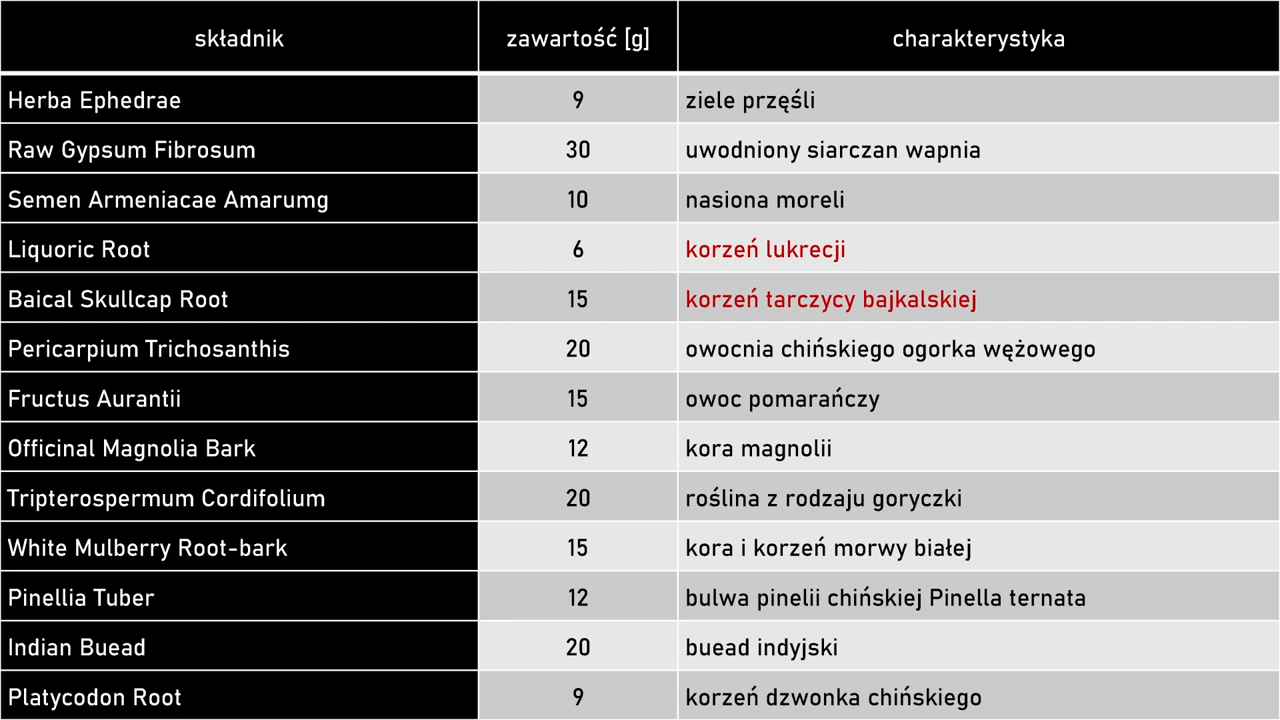 składnik zawartość [g] charakterystyka
Herba Ephedrae 9 ziele przęśli
Raw Gypsum Fibrosum 30 uwodniony siarczan wapnia
Semen Armeniacae Amarumg 10 nasiona moreli
Liquoric Root 6 korzeń lukrecji
Baical Skullcap Root 15 korzeń tarczycy bajkalskiej
Pericarpium Trichosanthis 20 owocnia chińskiego ogorka wężowego
Fructus Aurantii 15 owoc pomarańczy
Officinal Magnolia Bark 12 kora magnolii
Tripterospermum Cordifolium 20 roślina z rodzaju goryczki
White Mulberry Root-bark 15 kora i korzeń morwy białej
Pinellia Tuber 12 bulwa pinelii chińskiej Pinella ternata
Indian Buead 20 buead indyjski
Platycodon Root 9 korzeń dzwonka chińskiego